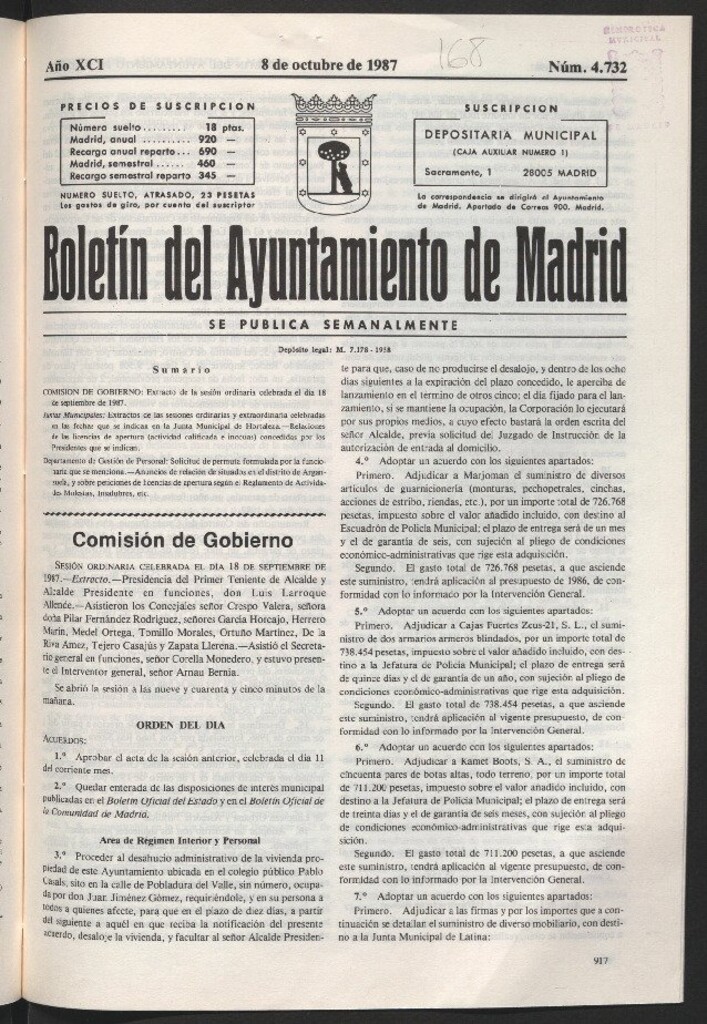 HEMEROTECA
MUNICIPAL
168
Año XCI
8 de octubre de 1987
Núm. 4.732
PRECIOS DE SUSCRIPCION
Número suelto......... 18 ptas.
Madrid, anual .......... 920 —
Recargo anual reparto... 690 —
Madrid, semestral ...... 460 —
Recargo semestral reparto 345 —
NUMERO SUELTO, ATRASADO, 23 PESETAS
Los gastos de giro, por cuenta del suscriptor
SUSCRIPCION
DEPOSITARIA MUNICIPAL
(CAJA AUXILIAR NUMERO 1)
Sacramento, 1 28005 MADRID
La correspondencia se dirigirá al Ayuntamiento
de Madrid. Apartado de Correos 900. Madrid.
Boletín del Ayuntamiento de Madrid
SE PUBLICA SEMANALMENTE
Depósito legal: M. 7.178 - 1958
Sumario
COMISION DE GOBIERNO: Extracto de la sesión ordinaria celebrada el día 18
de septiembre de 1987.
Juntas Municipales: Extractos de las sesiones ordinarias y extraordinaria celebradas
en las fechas que se indican en la Junta Municipal de Hortaleza.—Relaciones
de las licencias de apertura (actividad calificada e inocuas) concedidas por los
Presidentes que se indican.
Departamento de Gestión de Personal: Solicitud de permuta formulada por la funcio-
naria que se menciona.—Anuncios de relación de situados en el distrito de Argan-
zuela, y sobre peticiones de licencias de apertura según el Reglamento de Activida-
des Molestas, Insalubres, etc.
Comisión de Gobierno
SESIÓN ORDINARIA CELEBRADA EL DÍA 18 DE SEPTIEMBRE DE
1987.—Extracto.—Presidencia del Primer Teniente de Alcalde y
Alcalde Presidente en funciones, don Luis Larroque
Allende.—Asistieron los Concejales señor Crespo Valera, señora
doña Pilar Fernández Rodríguez, señores García Horcajo, Herrero
Marín, Medel Ortega, Tomillo Morales, Ortuño Martínez, De la
Riva Amez, Tejero Casajús y Zapata Llerena.—Asistió el Secreta-
rio general en funciones, señor Corella Monedero, y estuvo presen-
te el Interventor general, señor Arnau Bernia.
Se abrió la sesión a las nueve y cuarenta y cinco minutos de la
mañana.
ORDEN DEL DIA
ACUERDOS:
1.º Aprobar el acta de la sesión anterior, celebrada el día 11
del corriente mes.
2.º Quedar enterada de las disposiciones de interés municipal
publicadas en el Boletín Oficial del Estado y en el Boletín Oficial de
la Comunidad de Madrid.
Area de Régimen Interior y Personal
3.º Proceder al desahucio administrativo de la vivienda pro-
piedad de este Ayuntamiento ubicada en el colegio público Pablo
Casals, sito en la calle de Pobladura del Valle, sin número, ocupa-
da por don Juan Jiménez Gómez, requiriéndole, y en su persona a
todos a quienes afecte, para que en el plazo de diez días, a partir
del siguiente a aquél en que reciba la notificación del presente
acuerdo, desaloje la vivienda, y facultar al señor Alcalde Presiden-
te para que, caso de no producirse el desalojo, y dentro de los ocho
días siguientes a la expiración del plazo concedido, le aperciba de
lanzamiento en el término de otros cinco; el día fijado para el lan-
zamiento, si se mantiene la ocupación, la Corporación lo ejecutará
por sus propios medios, a cuyo efecto bastará la orden escrita del
señor Alcalde, previa solicitud del Juzgado de Instrucción de la
autorización de entrada al domicilio.
4.º Adoptar un acuerdo con los siguientes apartados:
Primero. Adjudicar a Marjoman el suministro de diversos
artículos de guarnicionería (monturas, pechopetrales, cinchas,
acciones de estribo, riendas, etc.), por un importe total de 726.768
pesetas, impuesto sobre el valor añadido incluido, con destino al
Escuadrón de Policía Municipal; el plazo de entrega será de un mes
y el de garantía de seis, con sujeción al pliego de condiciones
económico-administrativas que rige esta adquisición.
Segundo. El gasto total de 726.768 pesetas, a que asciende
este suministro, tendrá aplicación al presupuesto de 1986, de con-
formidad con lo informado por la Intervención General.
5.º Adoptar un acuerdo con los siguientes apartados:
Primero. Adjudicar a Cajas Fuertes Zeus-21, S. L., el sumi-
nistro de dos armarios armeros blindados, por un importe total de
738.454 pesetas, impuesto sobre el valor añadido incluido, con des-
tino a la Jefatura de Policía Municipal; el plazo de entrega será
de quince días y el de garantía de un año, con sujeción al pliego de
condiciones económico-administrativas que rige esta adquisición.
Segundo. El gasto total de 738.454 pesetas, a que asciende
este suministro, tendrá aplicación al vigente presupuesto, de con-
formidad con lo informado por la Intervención General.
6.º Adoptar un acuerdo con los siguientes apartados:
Primero. Adjudicar a Kamet Boots, S. A., el suministro de
cincuenta pares de botas altas, todo terreno, por un importe total
de 711.200 pesetas, impuesto sobre el valor añadido incluido, con
destino a la Jefatura de Policía Municipal; el plazo de entrega será
de treinta días y el de garantía de seis meses, con sujeción al pliego
de condiciones económico-administrativas que rige esta adqui-
sición.
Segundo. El gasto total de 711.200 pesetas, a que asciende
este suministro, tendrá aplicación al vigente presupuesto, de con-
formidad con lo informado por la Intervención General.
7.º Adoptar un acuerdo con los siguientes apartados:
Primero. Adjudicar a las firmas y por los importes que a con-
tinuación se detallan el suministro de diverso mobiliario, con desti-
no a la Junta Municipal de Latina:
917